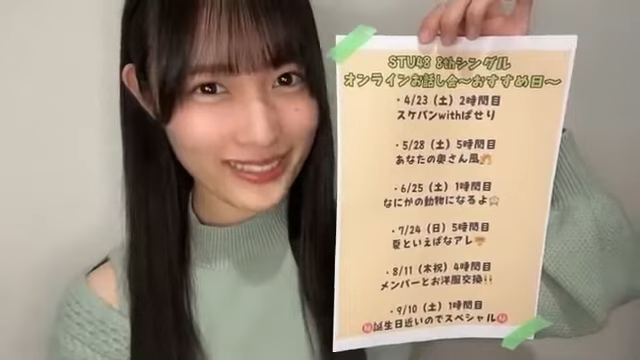 STU48 8thシングル
オンラインお話し会～おすすめ日～
・4/23（土）2時間目
スケバンwithぱせり
・5/28（土）5時間目
あなたの奥さん風
・6/25（土）1時間目
なにかの動物になるよ
・7/24（日）5時間目
夏といえばなアレ
・8/11（木祝）4時間目
メンバーとお洋服交換
・9/10（土）1時間目
誕生日近いのでスペシャル